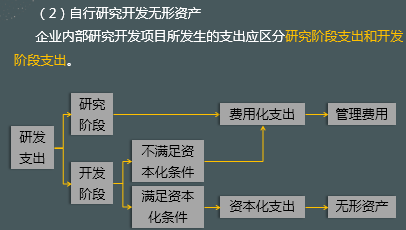 （2）自行研究开发无形资产
企业内部研究开发项目所发生的支出应区分研究阶段支出和开发
阶段支出。
研发
支出
研究
阶段
费用化支出
管理费用
开发
阶段
不满足资
本化条件
满足资本
化条件
资本化支出
无形资产